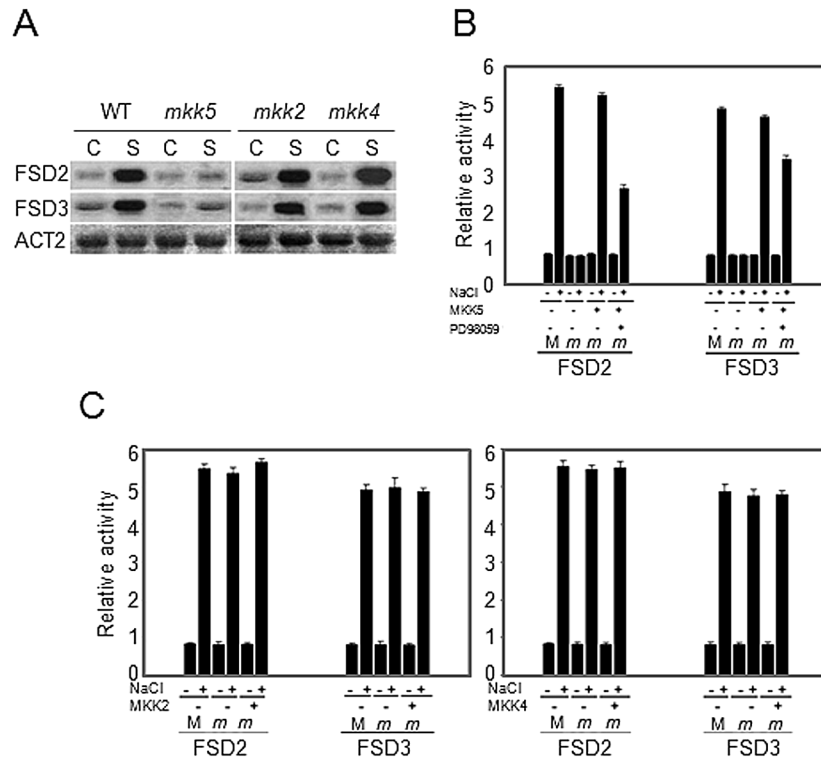 A
WT mkk5 mkk2 mkk4
C S C S C S C S
FSD2
FSD3
ACT2
B
Relative activity
6
5
4
3
2
1
0
NaCl - + - + - + - + - + - + - + - +
MKK5 - - + + - - + +
PD98059 - - + - - +
M m m m M m m m
FSD2 FSD3
C
Relative activity
6
5
4
3
2
1
0
NaCl - + - + - + - + - + - +
MKK2 - - + - - +
M m m M m m
FSD2 FSD3
6
5
4
3
2
1
0
NaCl - + - + - + - + - + - +
MKK4 - - + - - +
M m m M m m
FSD2 FSD3